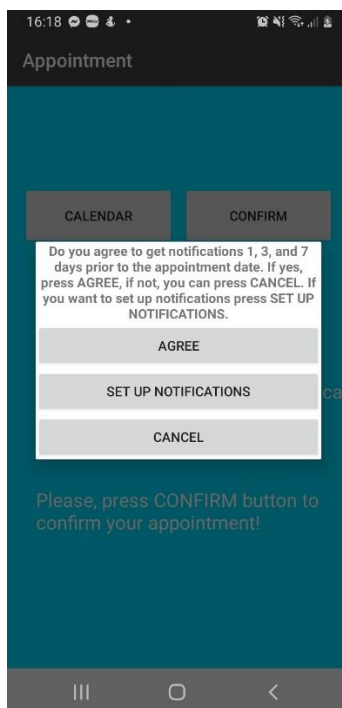 16:18
Appointment
CALENDAR CONFIRM
Do you agree to get notifications 1, 3, and 7
days prior to the appointment date. If yes,
press AGREE, if not, you can press CANCEL. If
you want to set up notifications press SET UP
NOTIFICATIONS.
AGREE
SET UP NOTIFICATIONS
ca
CANCEL
Please, press CONFIRM button to
confirm your appointment!